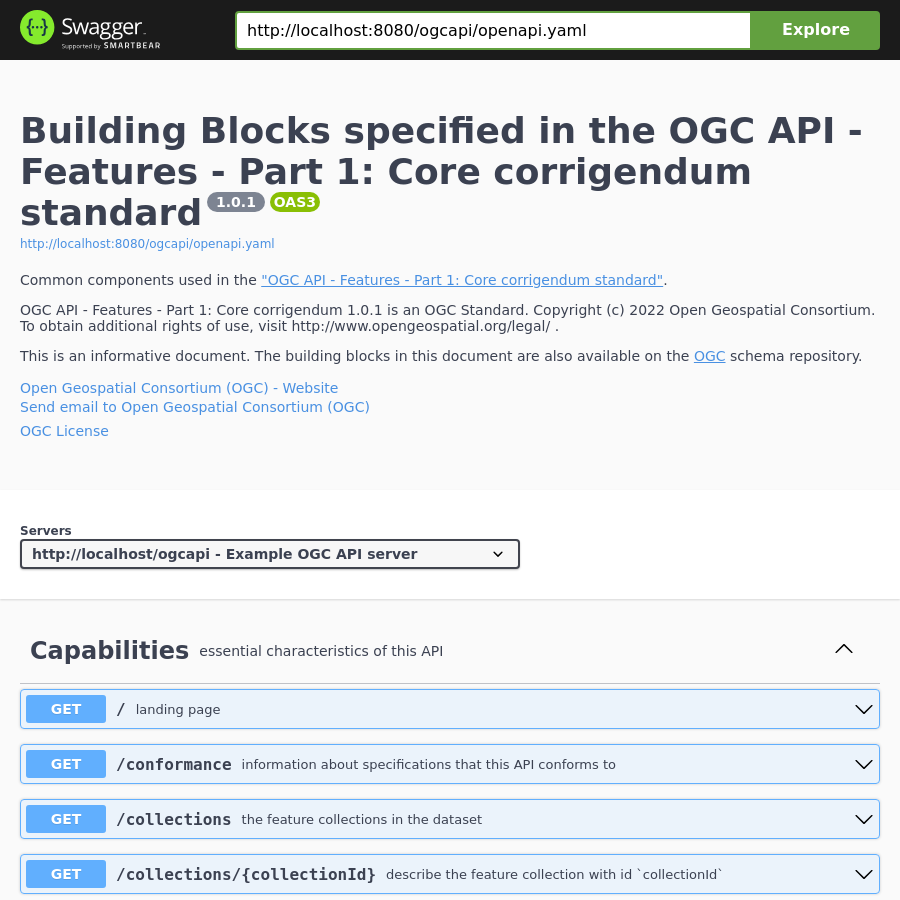 Swagger
Supported by SMARTBEAR
http://localhost:8080/ogcapi/openapi.yaml
Explore
Building Blocks specified in the OGC API -
Features - Part 1: Core corrigendum
standard 1.0.1 OAS3
http://localhost:8080/ogcapi/openapi.yaml
Common components used in the "OGC API - Features - Part 1: Core corrigendum standard".
OGC API - Features - Part 1: Core corrigendum 1.0.1 is an OGC Standard. Copyright (c) 2022 Open Geospatial Consortium.
To obtain additional rights of use, visit http://www.opengeospatial.org/legal/ .
This is an informative document. The building blocks in this document are also available on the OGC schema repository.
Open Geospatial Consortium (OGC) - Website
Send email to Open Geospatial Consortium (OGC)
OGC License
Servers
http://localhost/ogcapi - Example OGC API server
Capabilities essential characteristics of this API
GET / landing page
GET /conformance information about specifications that this API conforms to
GET /collections the feature collections in the dataset
GET /collections/{collectionId} describe the feature collection with id `collectionId`